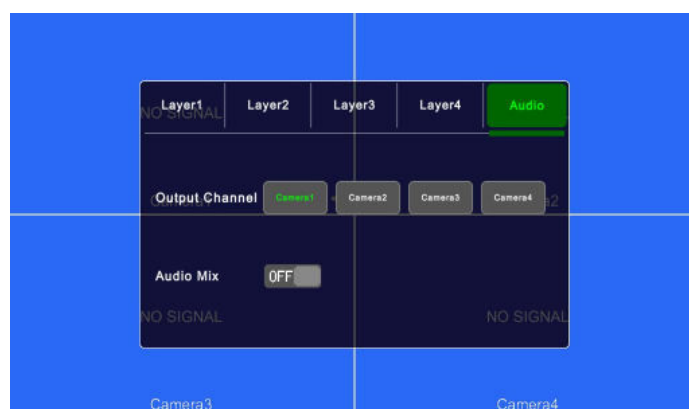 Layer1 Layer2 Layer3 Layer4 Audio
NO SIGNAL
Output Channel Camera1 Camera2 Camera3 Camera4
Audio Mix OFF
NO SIGNAL NO SIGNAL
Camera3 Camera4